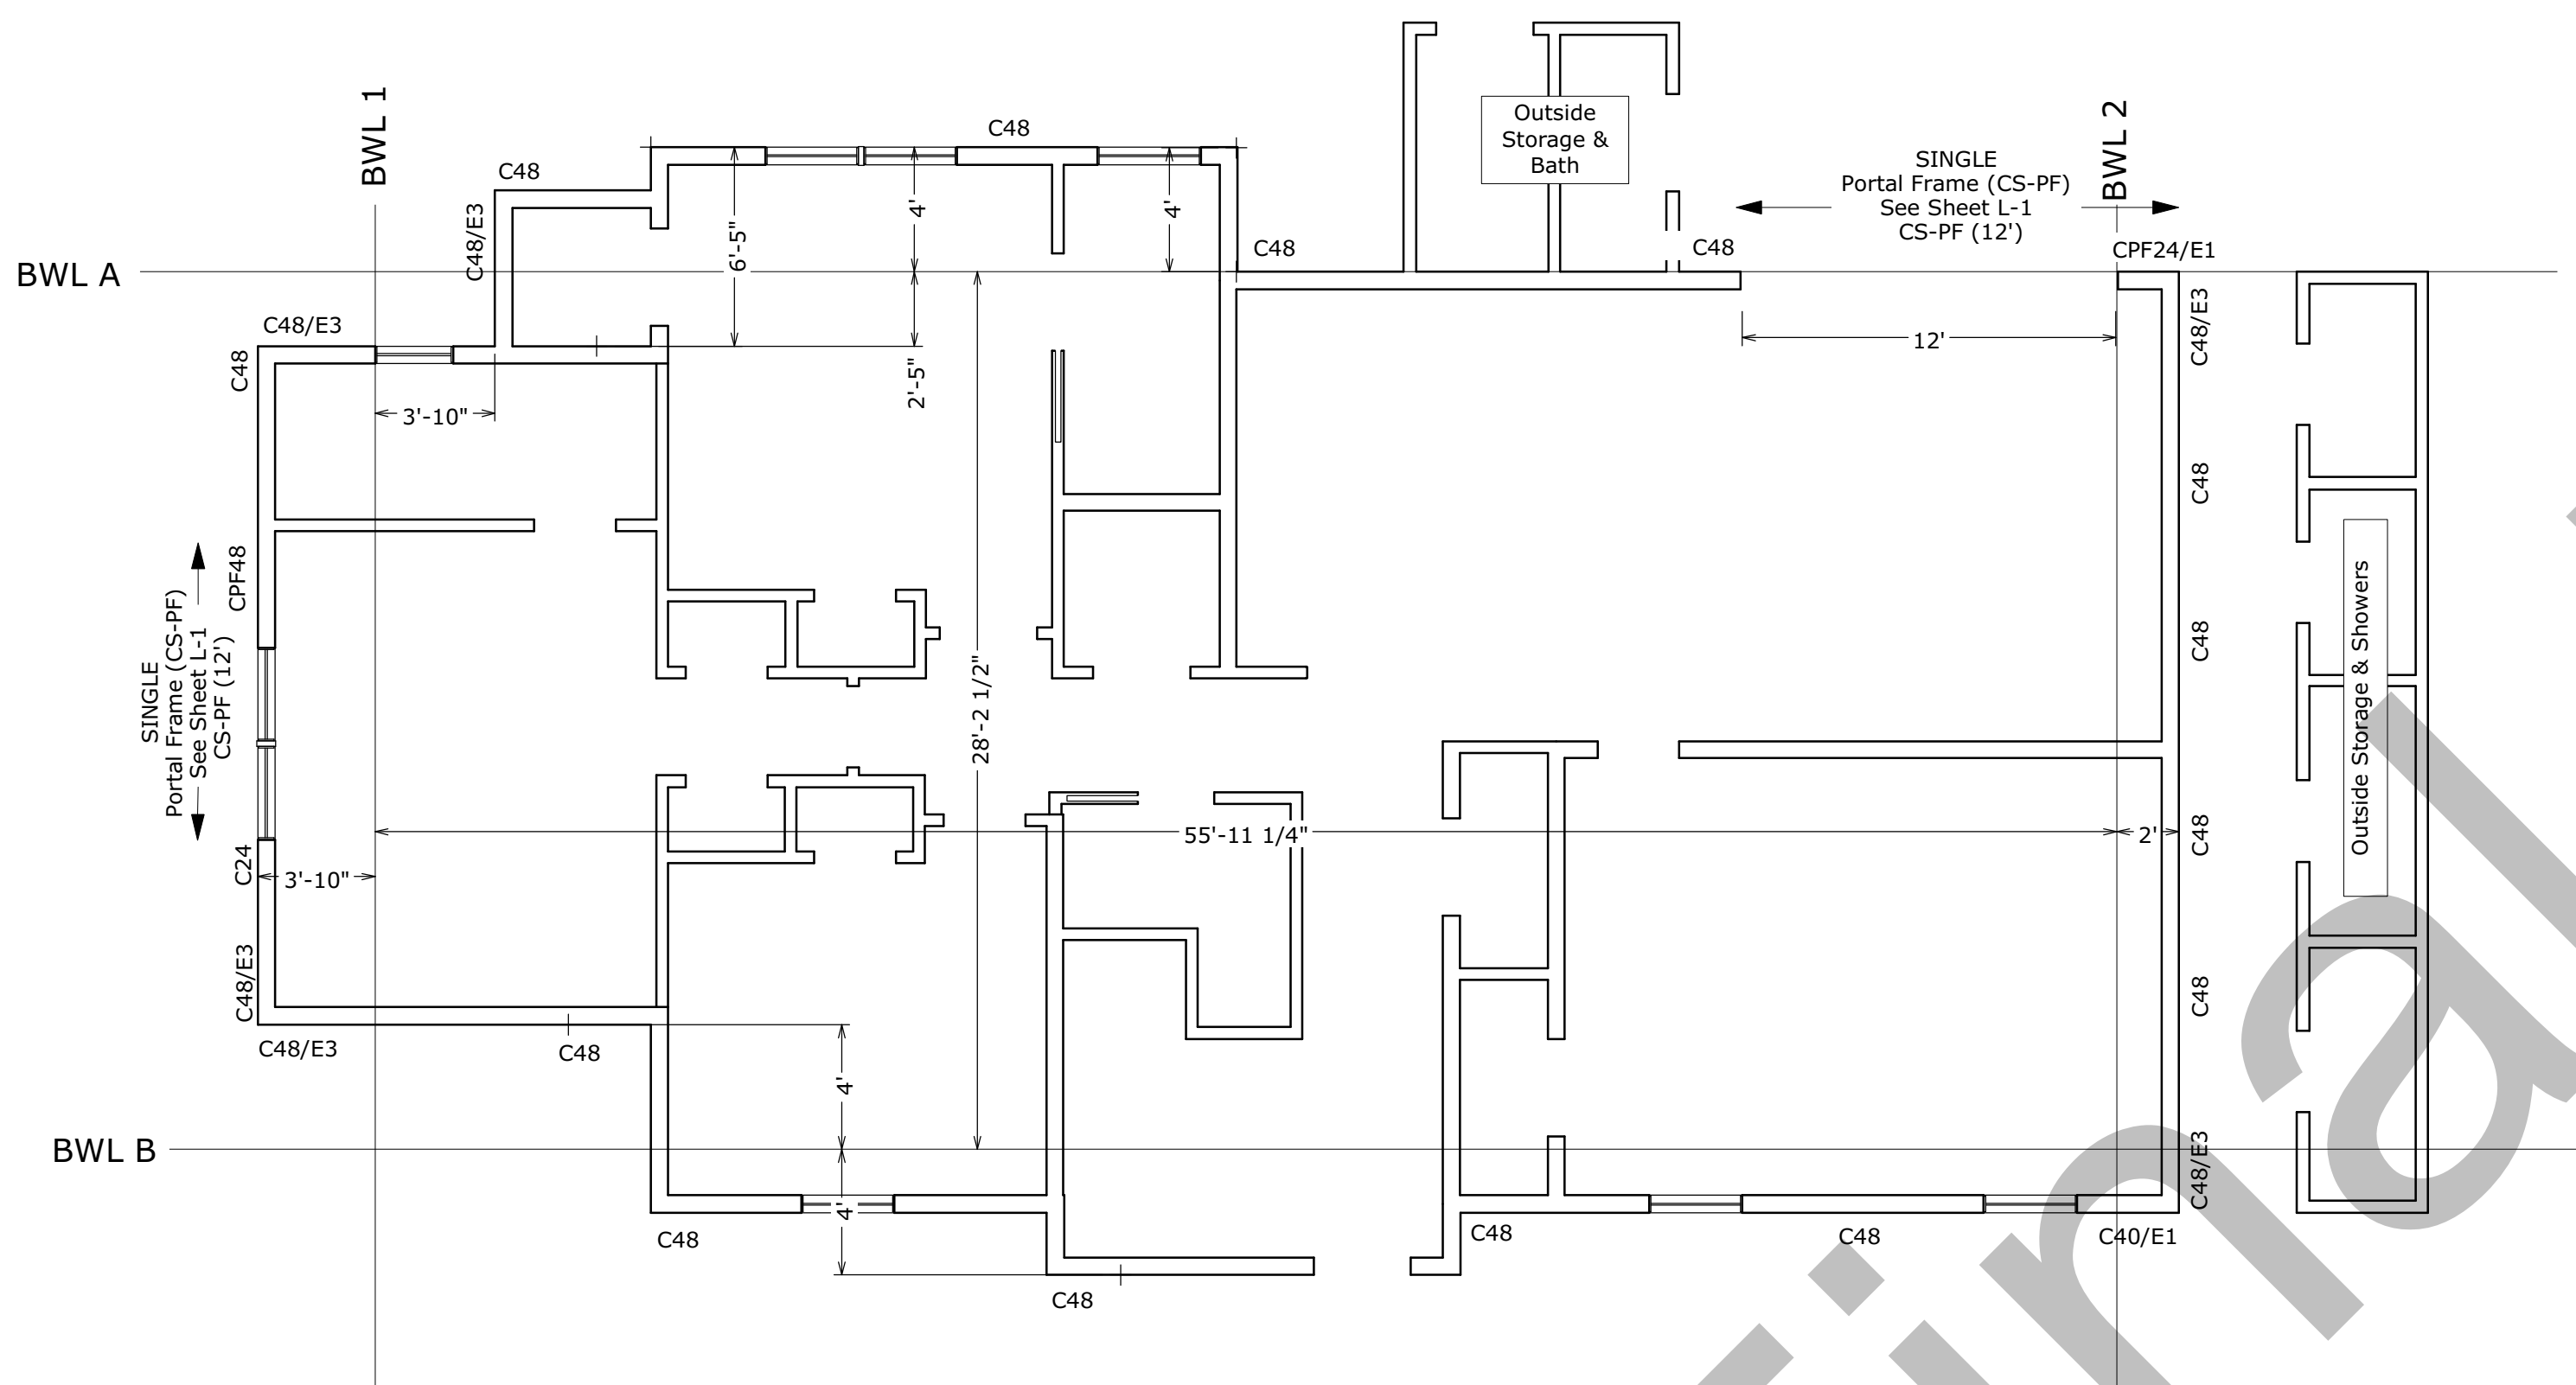 BWL 1
C48
Outside
Storage &
Bath
SINGLE
Portal Frame (CS-PF)
See Sheet L-1
CS-PF (12')
BWL 2
C48
C48/E3
6'-5"
4'
4'
C48
C48
CPF24/E1
BWL A
C48/E3
C48
3'-10"
2'-5"
12'
C48/E3
C48
CPF48
SINGLE
Portal Frame (CS-PF)
See Sheet L-1
CS-PF (12')
28'-2 1/2"
C48
Outside Storage & Showers
55'-11 1/4"
2'
C48
C24
3'-10"
C48/E3
C48
C48/E3
C48
4'
BWL B
C48/E3
4'
C48
C48
C48
C40/E1
C48